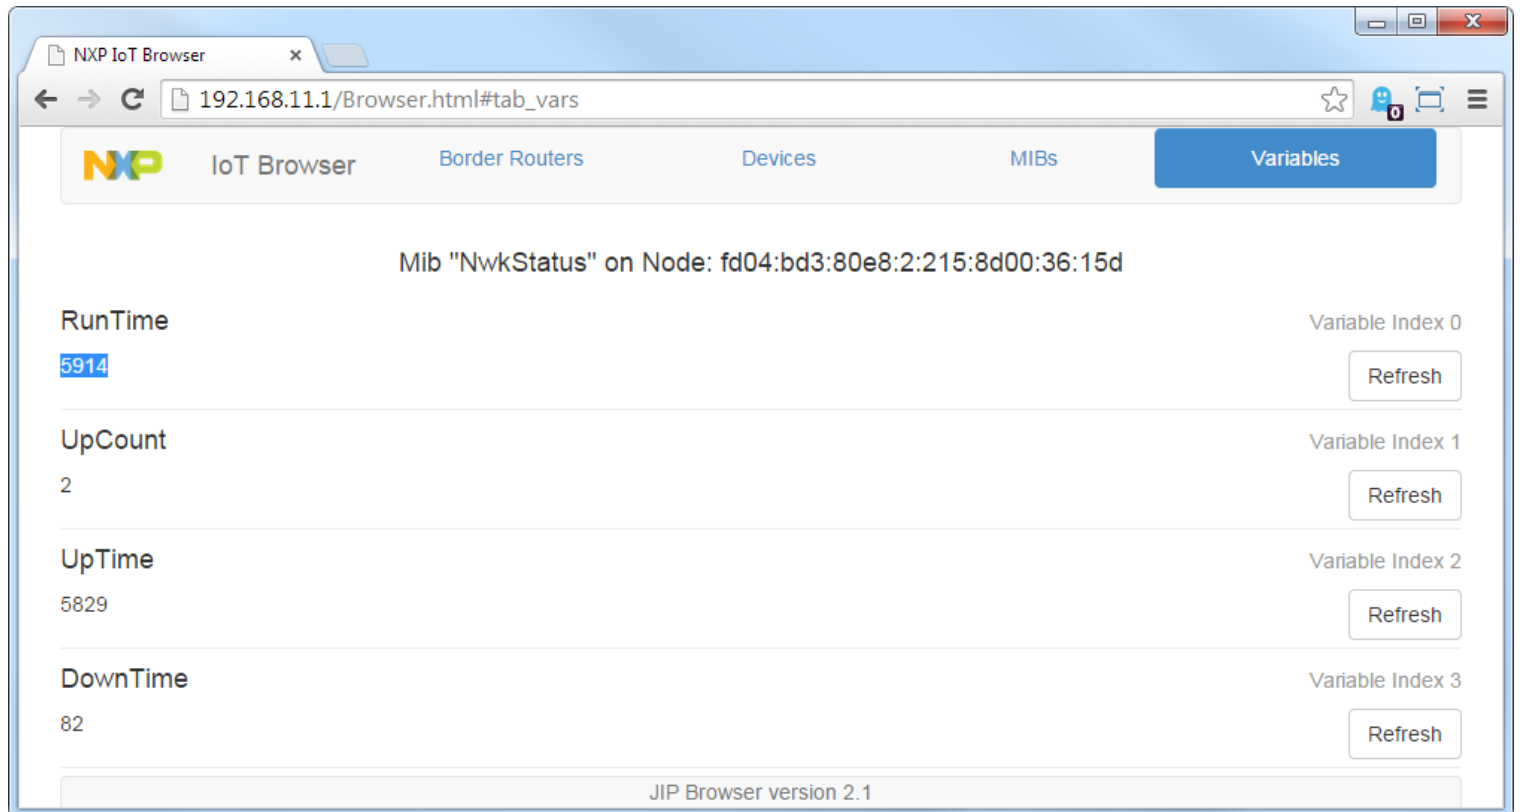 NXP IoT Browser
192.168.11.1/Browser.html#tab_vars
0
NXP IoT Browser Border Routers Devices MIBs Variables
Mib "NwkStatus" on Node: fd04:bd3:80e8:2:215:8d00:36:15d
RunTime Variable Index 0
5914 Refresh
UpCount Variable Index 1
2 Refresh
UpTime Variable Index 2
5829 Refresh
DownTime Variable Index 3
82 Refresh
JIP Browser version 2.1